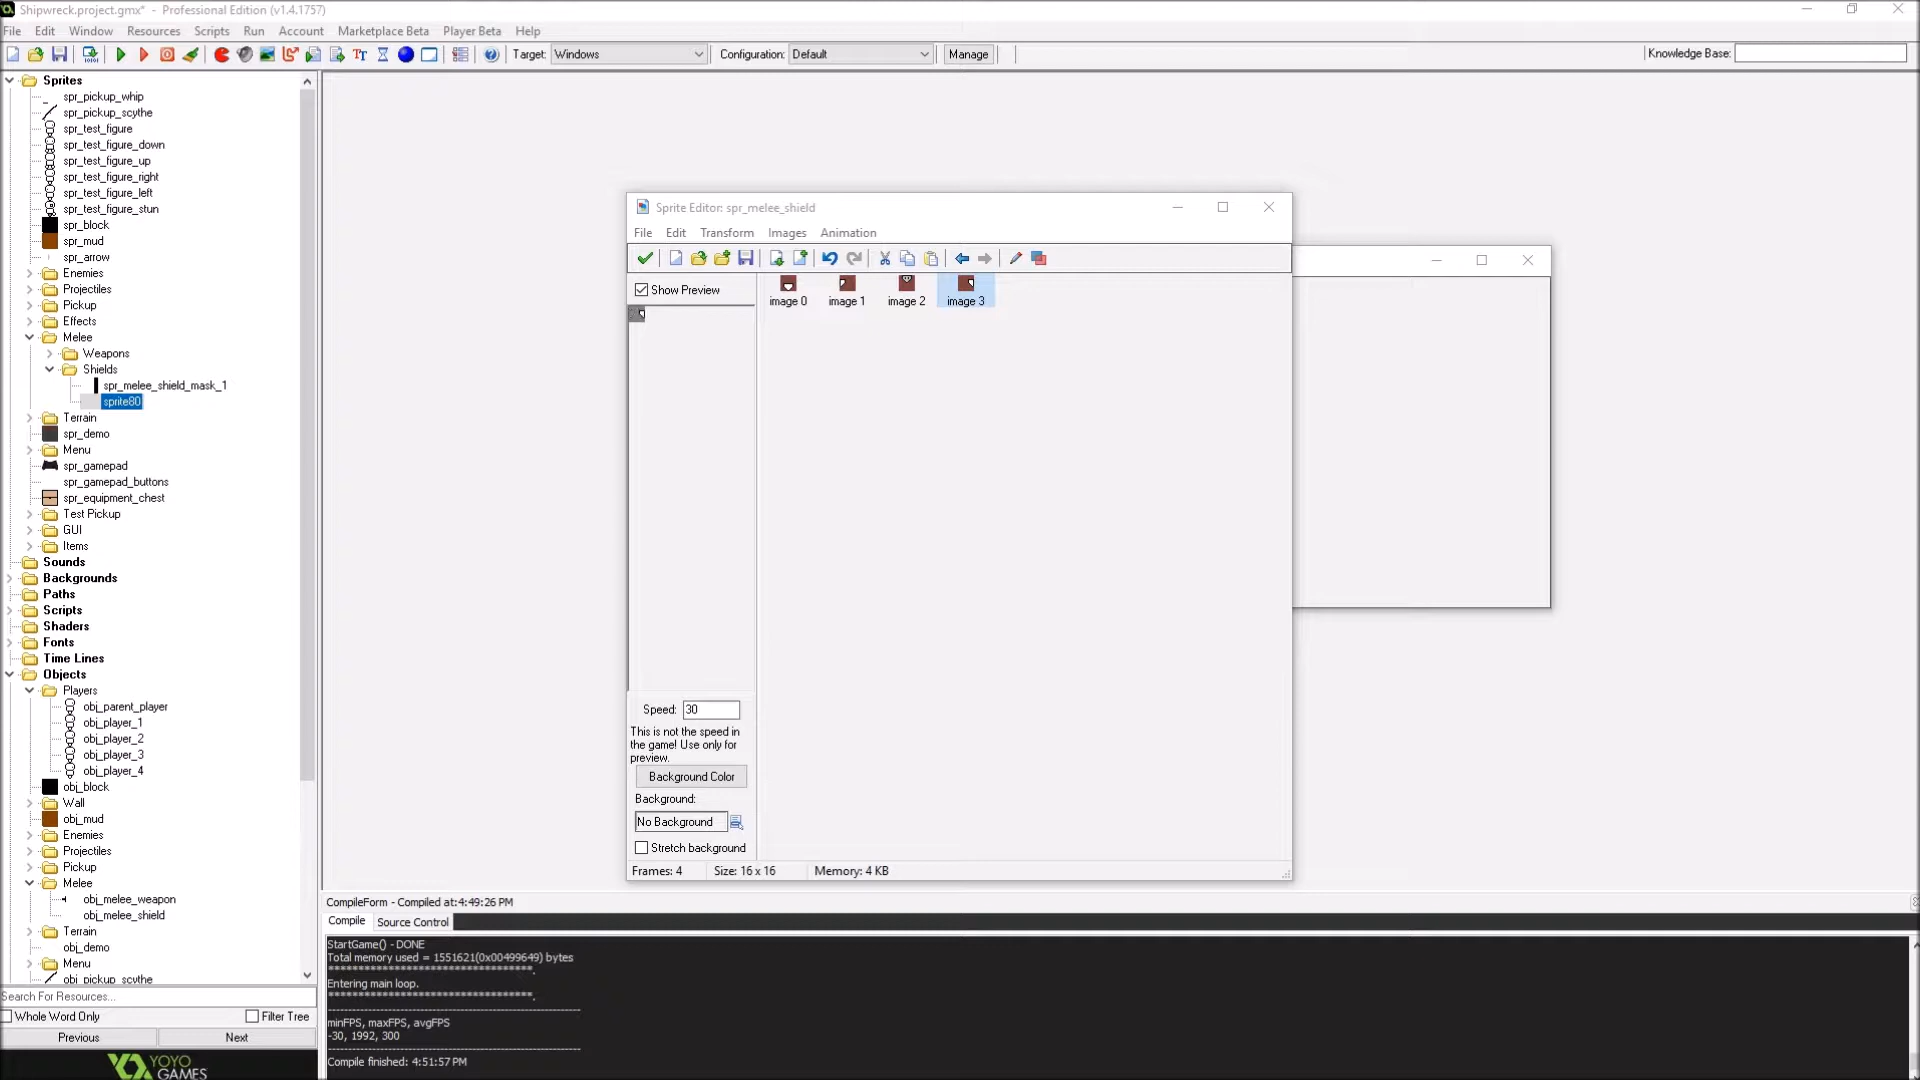 Shipwreck.project.gmx* - Professional Edition (v1.4.1757)
File Edit Window Resources Scripts Run Account Marketplace Beta Player Beta Help
Target: Windows Configuration: Default Manage Knowledge Base:
Sprites
spr_pickup_whip
spr_pickup_scythe
spr_test_figure
spr_test_figure_down
spr_test_figure_up
spr_test_figure_right
spr_test_figure_left
spr_test_figure_stun
spr_block
spr_mud
spr_arrow
Enemies
Projectiles
Pickup
Effects
Melee
Weapons
Shields
spr_melee_shield_mask_1
sprite80
Terrain
spr_demo
Menu
spr_gamepad
spr_gamepad_buttons
spr_equipment_chest
Test Pickup
GUI
Items
Sounds
Backgrounds
Paths
Scripts
Shaders
Fonts
Time Lines
Objects
Players
obj_parent_player
obj_player_1
obj_player_2
obj_player_3
obj_player_4
obj_block
Wall
obj_mud
Enemies
Projectiles
Pickup
Melee
obj_melee_weapon
obj_melee_shield
Terrain
obj_demo
Menu
obj_pickup_scythe
Search For Resources...
Whole Word Only Filter Tree
Previous Next
YOYO
GAMES
Sprite Editor: spr_melee_shield
File Edit Transform Images Animation
Show Preview
image 0 image 1 image 2 image 3
Speed: 30
This is not the speed in
the game! Use only for
preview.
Background Color
Background:
No Background
Stretch background
Frames: 4 Size: 16 x 16 Memory: 4 KB
CompileForm - Compiled at:4:49:26 PM
Compile Source Control
StartGame() - DONE
Total memory used = 1551621(0x00499649) bytes
**********************************.
Entering main loop.
**********************************.
minFPS, maxFPS, avgFPS
-30, 1992, 300
Compile finished: 4:51:57 PM